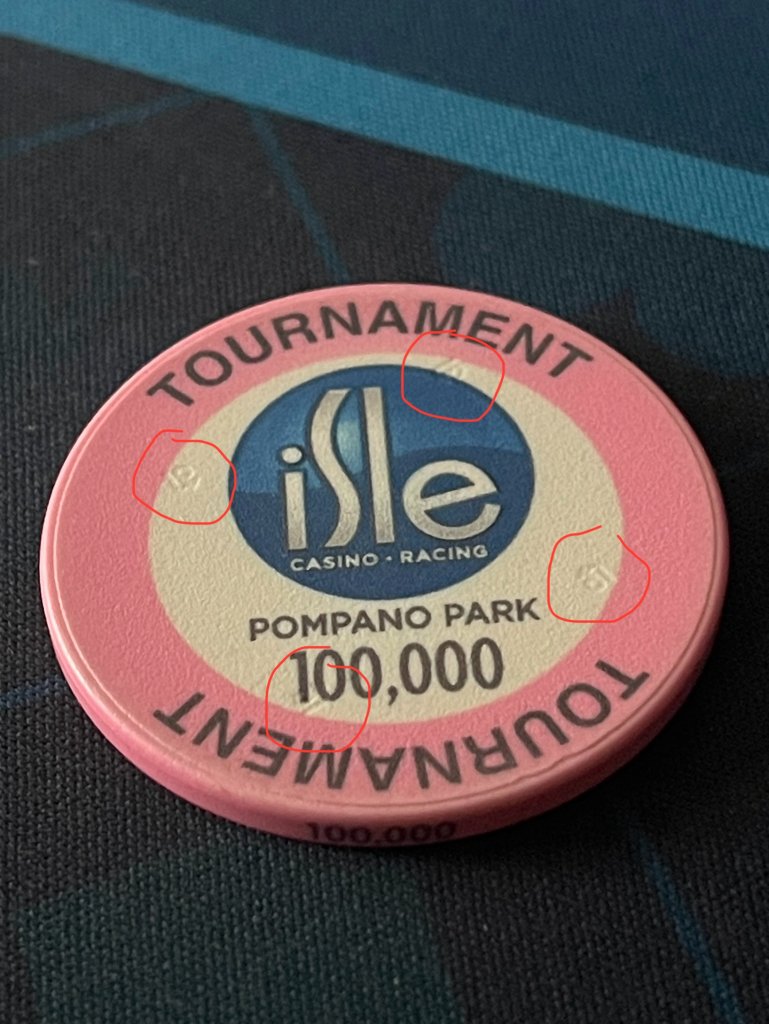 TOURNAMENT
isle
CASINO • RACING
POMPANO PARK
100,000
TOURNAMENT
100,000